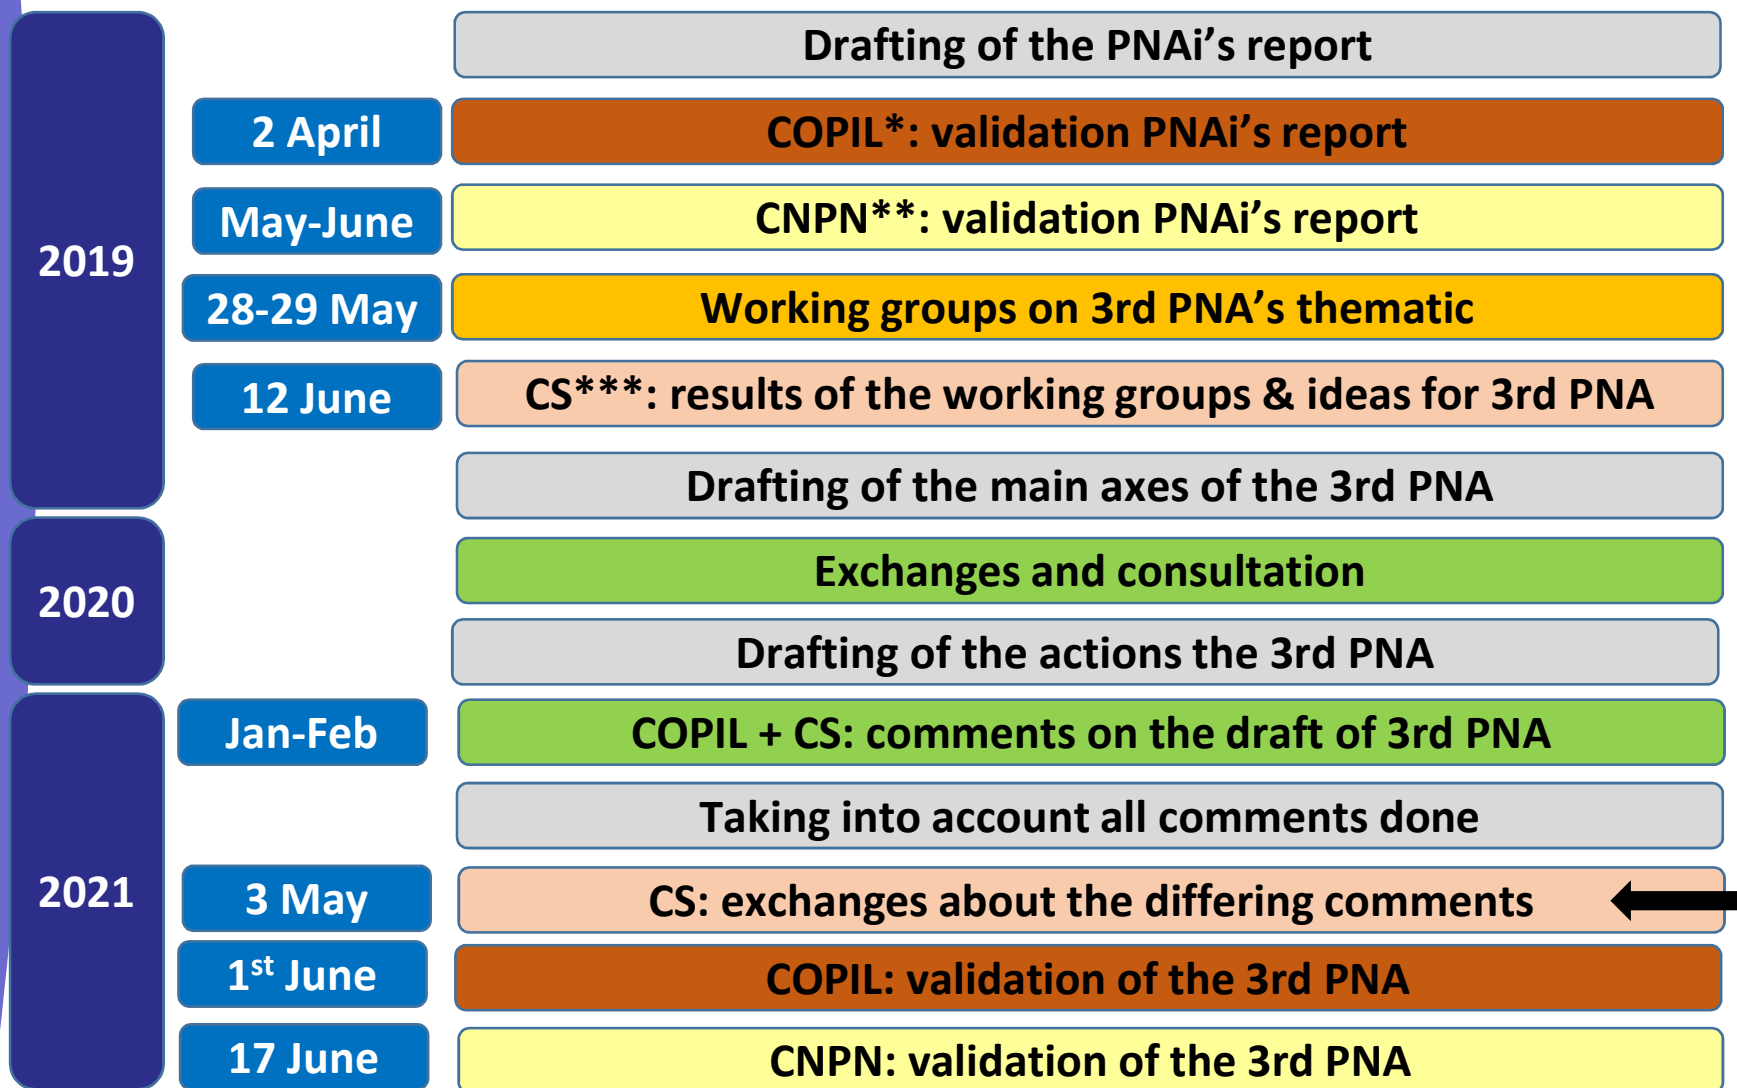 2019
Drafting of the PNAi’s report
2 April
COPIL*: validation PNAi’s report
May-June
CNPN**: validation PNAi’s report
28-29 May
Working groups on 3rd PNA’s thematic
12 June
CS***: results of the working groups & ideas for 3rd PNA
Drafting of the main axes of the 3rd PNA
2020
Exchanges and consultation
Drafting of the actions the 3rd PNA
2021
Jan-Feb
COPIL + CS: comments on the draft of 3rd PNA
Taking into account all comments done
3 May
CS: exchanges about the differing comments
1st June
COPIL: validation of the 3rd PNA
17 June
CNPN: validation of the 3rd PNA